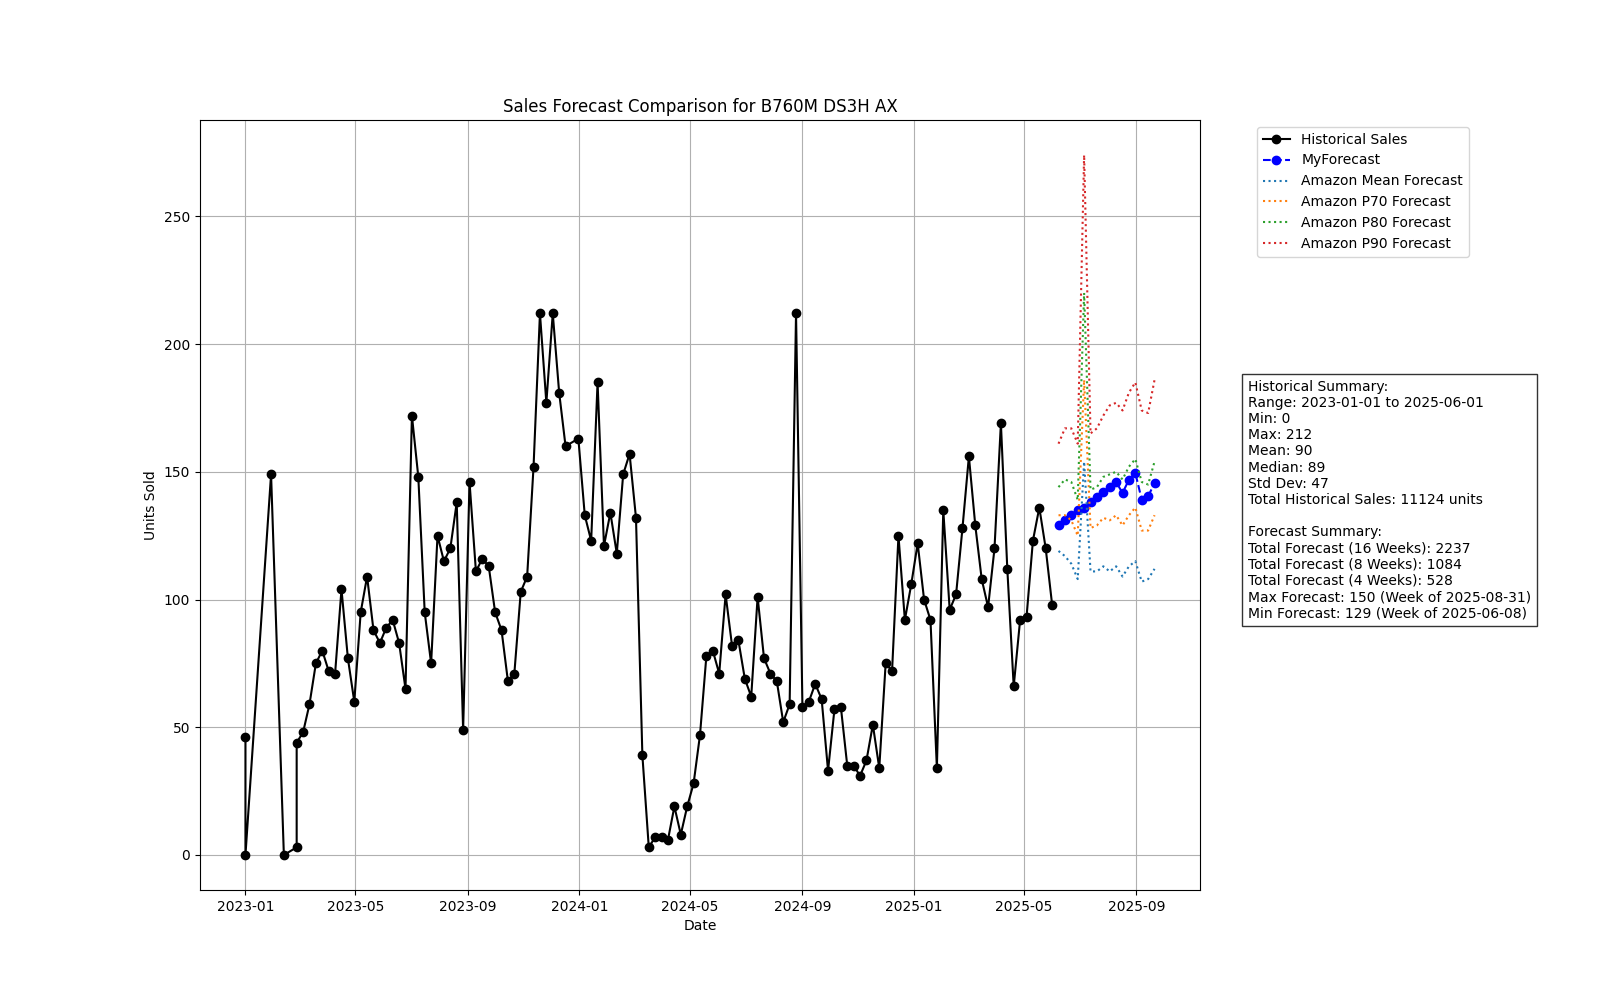 Sales Forecast Comparison for B760M DS3H AX
Historical Sales
MyForecast
Amazon Mean Forecast
Amazon P70 Forecast
Amazon P80 Forecast
Amazon P90 Forecast
250
200
150
100
50
0
Units Sold
2023-01 2023-05 2023-09 2024-01 2024-05 2024-09 2025-01 2025-05 2025-09
Date
Historical Summary:
Range: 2023-01-01 to 2025-06-01
Min: 0
Max: 212
Mean: 90
Median: 89
Std Dev: 47
Total Historical Sales: 11124 units
Forecast Summary:
Total Forecast (16 Weeks): 2237
Total Forecast (8 Weeks): 1084
Total Forecast (4 Weeks): 528
Max Forecast: 150 (Week of 2025-08-31)
Min Forecast: 129 (Week of 2025-06-08)